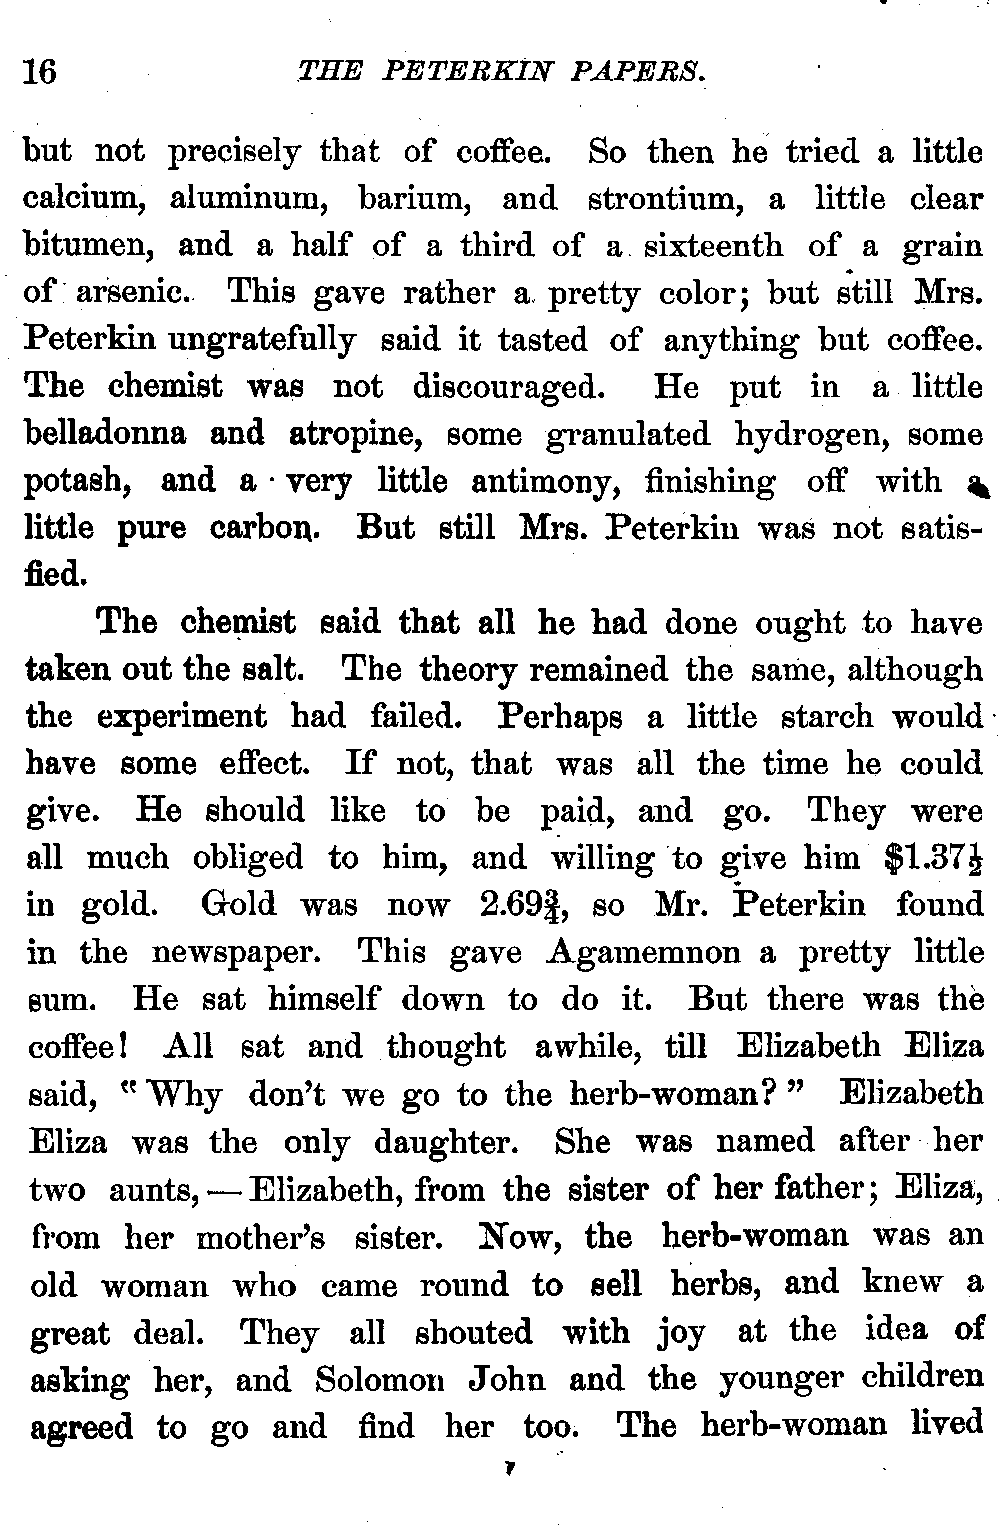 16 THE PETERKIN PAPERS.
but not precisely that of coffee. So then he tried a little
calcium, aluminum, barium, and strontium, a little clear
bitumen, and a half of a third of a sixteenth of a grain
of arsenic. This gave rather a pretty color; but still Mrs.
Peterkin ungratefully said it tasted of anything but coffee.
The chemist was not discouraged. He put in a little
belladonna and atropine, some granulated hydrogen, some
potash, and a very little antimony, finishing off with a
little pure carbon. But still Mrs. Peterkin was not satis-
fied.
The chemist said that all he had done ought to have
taken out the salt. The theory remained the same, although
the experiment had failed. Perhaps a little starch would
have some effect. If not, that was all the time he could
give. He should like to be paid, and go. They were
all much obliged to him, and willing to give him $1.37½
in gold. Gold was now 2.69¾, so Mr. Peterkin found
in the newspaper. This gave Agamemnon a pretty little
sum. He sat himself down to do it. But there was the
coffee! All sat and thought awhile, till Elizabeth Eliza
said, "Why don't we go to the herb-woman?" Elizabeth
Eliza was the only daughter. She was named after her
two aunts, — Elizabeth, from the sister of her father; Eliza,
from her mother's sister. Now, the herb-woman was an
old woman who came round to sell herbs, and knew a
great deal. They all shouted with joy at the idea of
asking her, and Solomon John and the younger children
agreed to go and find her too. The herb-woman lived